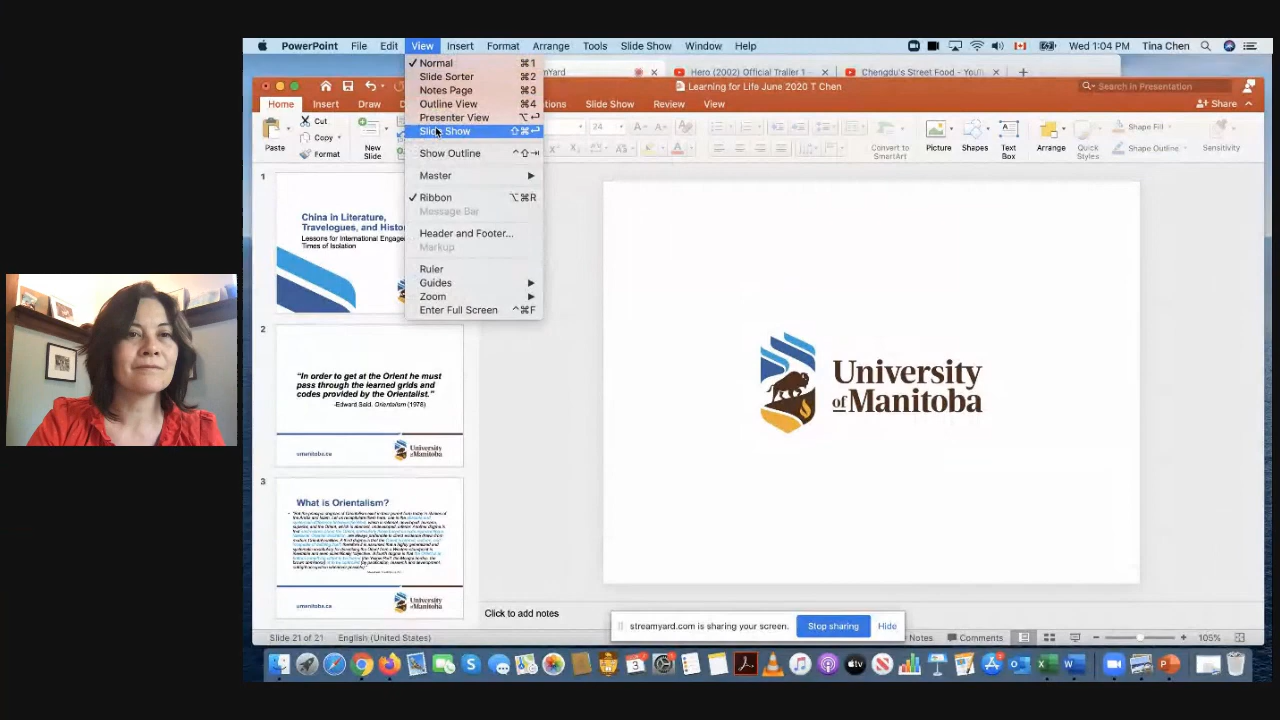 PowerPoint File Edit View Insert Format Arrange Tools Slide Show Window Help Wed 1:04 PM Tina Chen
Hero (2002) Official Trailer 1 -
Chengdu's Street Food - YouT
Learning for Life June 2020 T Chen
Search in Presentation
Home Insert Draw
Slide Show Review View
Share
✓ Normal ⌘1
Slide Sorter ⌘2
Notes Page ⌘3
Outline View ⌘4
Presenter View ⌥↩
Slide Show ⇧⌘↩
Show Outline ^⇧⇥
Master ▶
✓ Ribbon ⌥⌘R
Message Bar
Header and Footer...
Markup
Ruler
Guides ▶
Zoom ▶
Enter Full Screen ^⌘F
Paste
Cut
Copy
Format
New
Slide
24
Convert to
SmartArt
Picture
Shapes
Text
Box
Arrange
Quick
Styles
Shape Fill
Shape Outline
Sensitivity
1
China in Literature,
Travelogues, and Histo
Lessons for International Engage
Times of Isolation
2
“In order to get at the Orient he must
pass through the learned grids and
codes provided by the Orientalist.”
-Edward Said, Orientalism (1978)
umanitoba.ca
University
of Manitoba
3
What is Orientalism?
umanitoba.ca
University
of Manitoba
University
of Manitoba
Click to add notes
streamyard.com is sharing your screen. Stop sharing Hide
Slide 21 of 21 English (United States) Notes Comments 105%
3